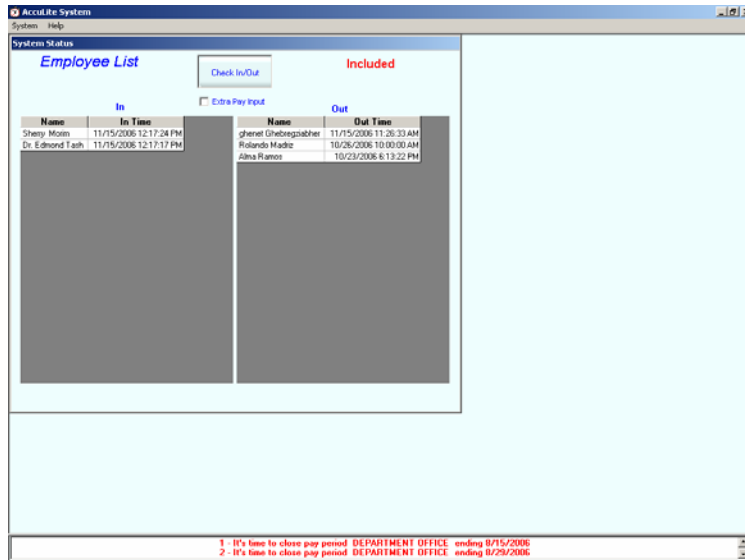 AccuLite System
System Help
System Status
Employee List
Check In/Out
Included
Extra Pay Input
In
Out
Name In Time
Sherry Morim 11/15/2006 12:17:24 PM
Dr. Edmond Tash 11/15/2006 12:17:17 PM
Name Out Time
ghenet Ghebregziabher 11/15/2006 11:26:33 AM
Rolando Madriz 10/26/2006 10:00:00 AM
Alma Ramos 10/23/2006 6:13:22 PM
1 - It's time to close pay period DEPARTMENT OFFICE ending 8/15/2006
2 - It's time to close pay period DEPARTMENT OFFICE ending 8/29/2006